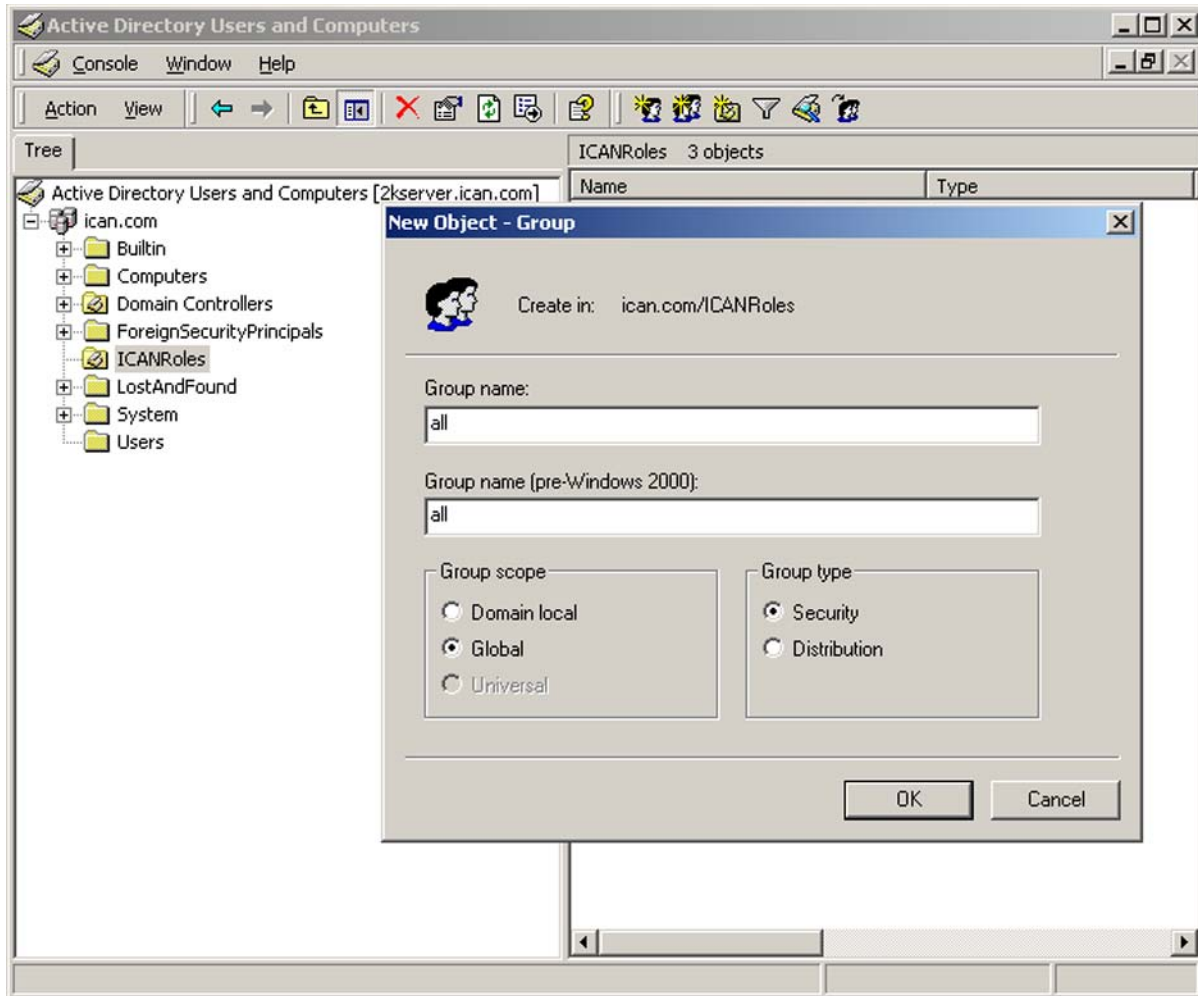 Active Directory Users and Computers
Console Window Help
Action View
Tree
ICANRoles 3 objects
Active Directory Users and Computers [2kserver.ican.com]
Name Type
ican.com
Builtin
Computers
Domain Controllers
ForeignSecurityPrincipals
ICANRoles
LostAndFound
System
Users
New Object - Group
Create in: ican.com/ICANRoles
Group name:
all
Group name (pre-Windows 2000):
all
Group scope
Domain local
Global
Universal
Group type
Security
Distribution
OK Cancel